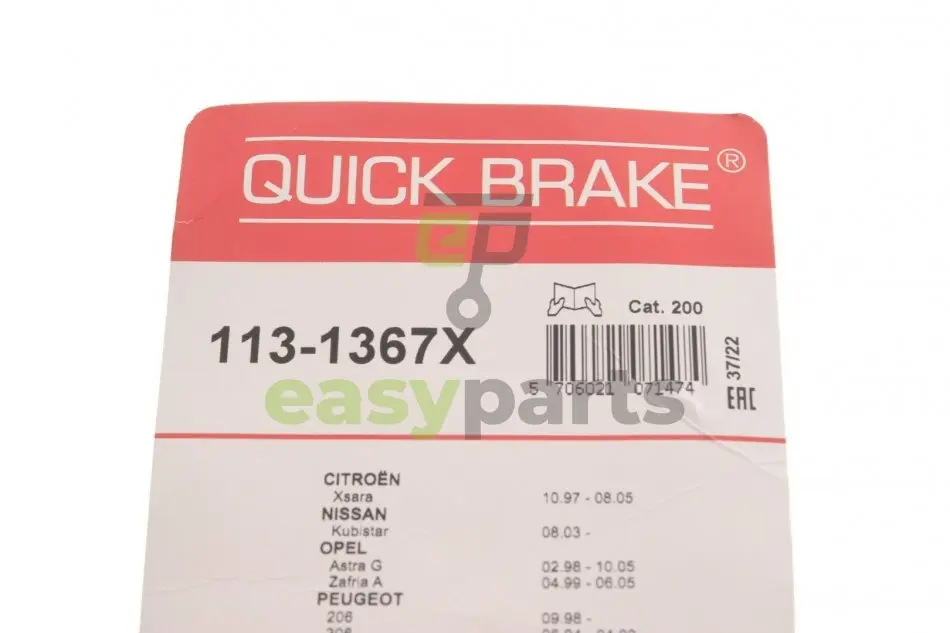 QUICK BRAKE®
Cat. 200
113-1367X
37/22
5 706021 071474
EAC
ep
easyparts
CITROËN
Xsara 10.97 - 08.05
NISSAN
Kubistar 08.03 -
OPEL
Astra G 02.98 - 10.05
Zafria A 04.99 - 06.05
PEUGEOT
206 09.98 -